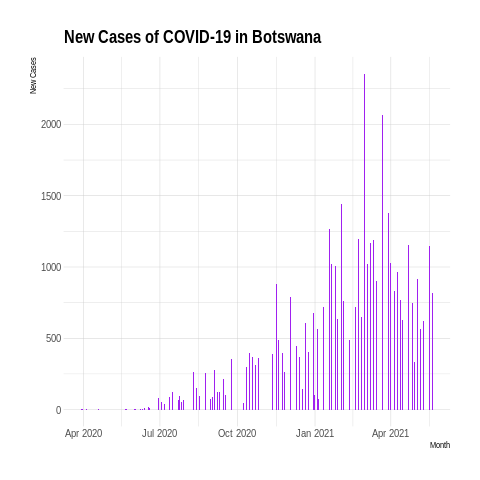 New Cases of COVID-19 in Botswana
New Cases
2000
1500
1000
500
0
Apr 2020 Jul 2020 Oct 2020 Jan 2021 Apr 2021
Month